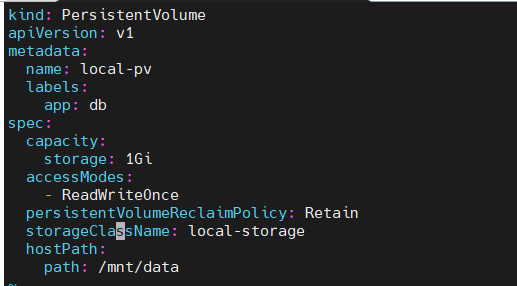 kind: PersistentVolume
apiVersion: v1
metadata:
  name: local-pv
  labels:
    app: db
spec:
  capacity:
    storage: 1Gi
  accessModes:
    - ReadWriteOnce
  persistentVolumeReclaimPolicy: Retain
  storageClassName: local-storage
  hostPath:
    path: /mnt/data